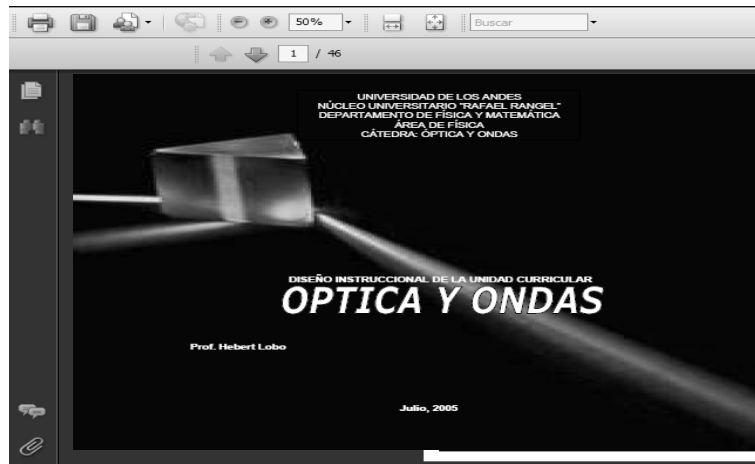 50%
Buscar
1 / 46
UNIVERSIDAD DE LOS ANDES
NÚCLEO UNIVERSITARIO "RAFAEL RANGEL"
DEPARTAMENTO DE FÍSICA Y MATEMÁTICA
ÁREA DE FÍSICA
CÁTEDRA: ÓPTICA Y ONDAS
DISEÑO INSTRUCCIONAL DE LA UNIDAD CURRICULAR
OPTICA Y ONDAS
Prof. Hebert Lobo
Julio, 2005